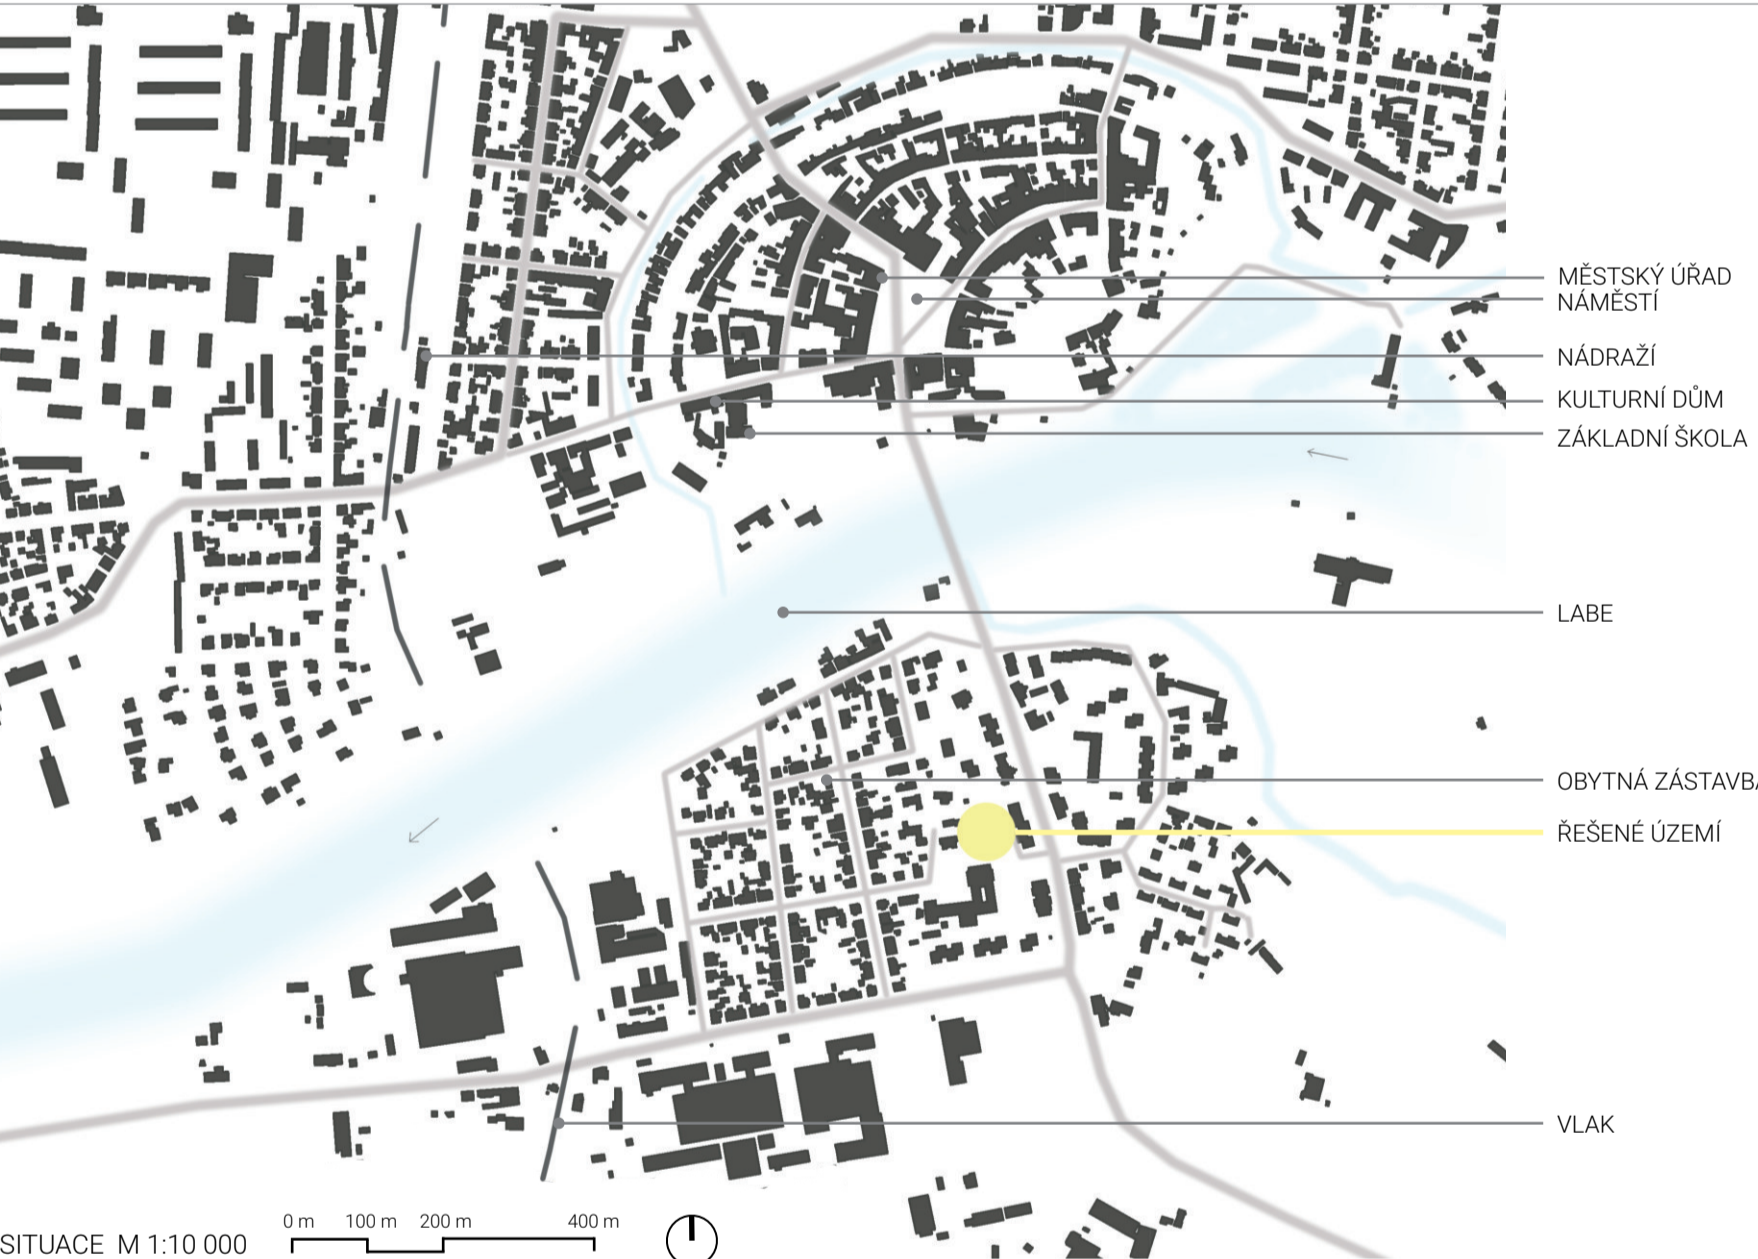 MĚSTSKÝ ÚŘAD
NÁMĚSTÍ
NÁDRAŽÍ
KULTURNÍ DŮM
ZÁKLADNÍ ŠKOLA
LABE
OBYTNÁ ZÁSTAVBA
ŘEŠENÉ ÚZEMÍ
VLAK
0 m 100 m 200 m 400 m
SITUACE M 1:10 000